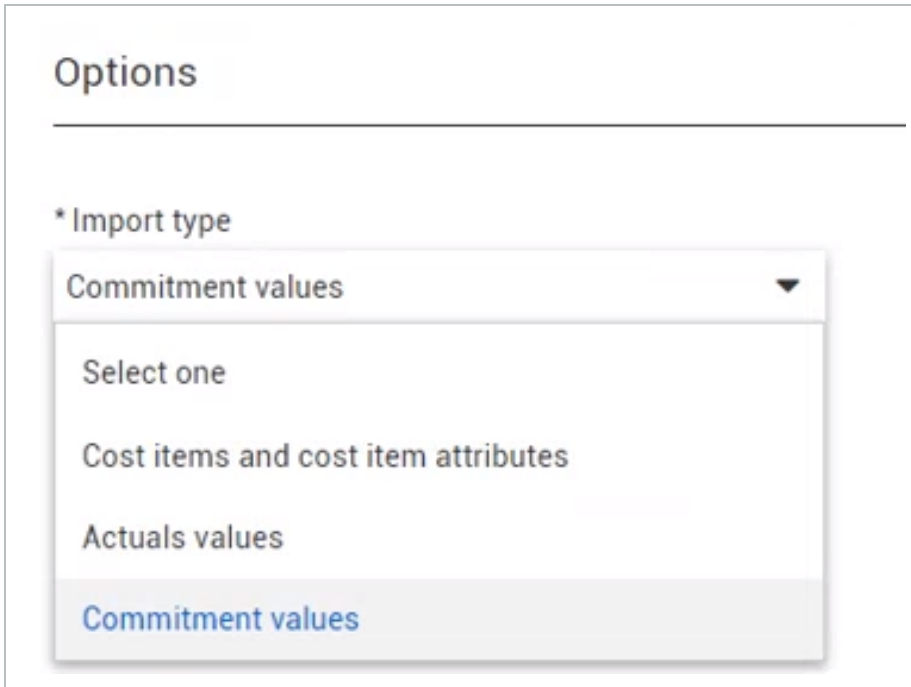 Options
* Import type
Commitment values
Select one
Cost items and cost item attributes
Actuals values
Commitment values